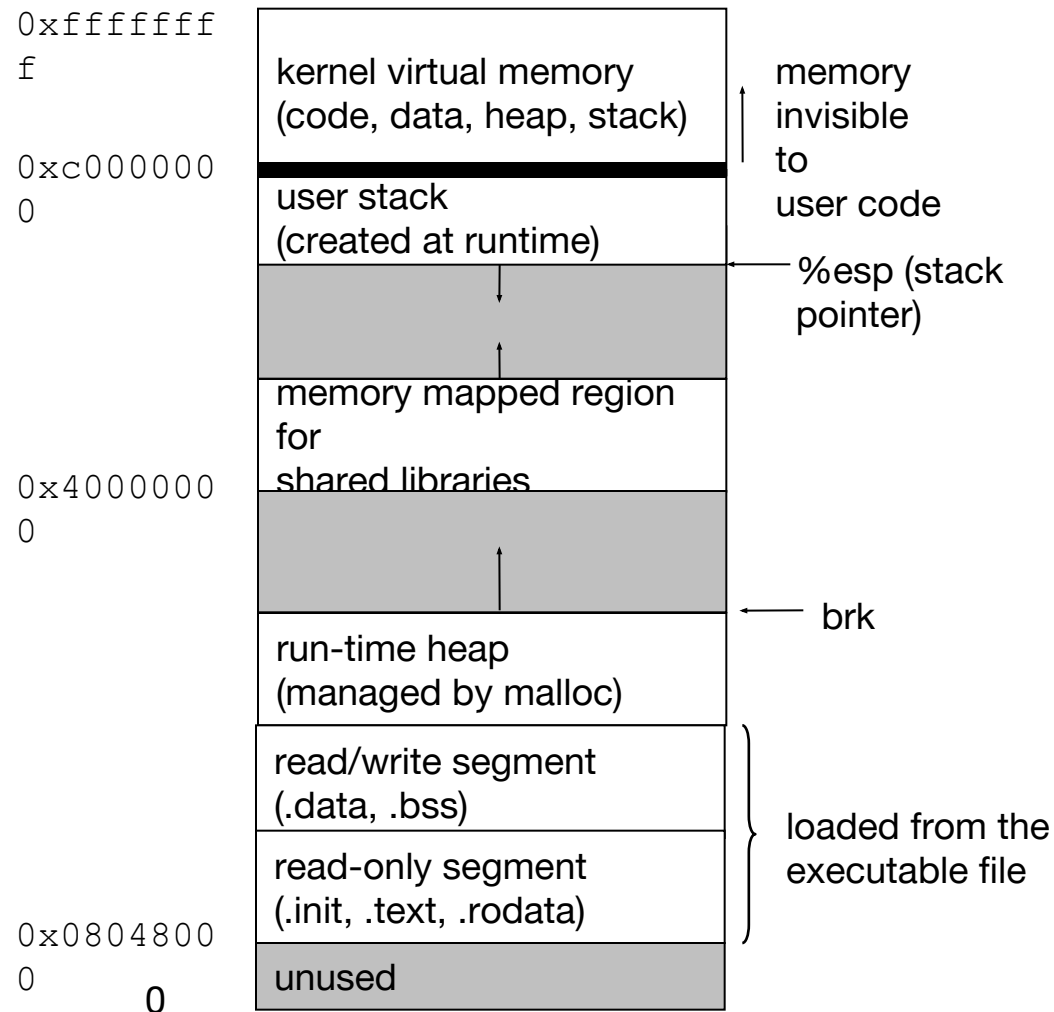 0xfffffff
f
kernel virtual memory
(code, data, heap, stack)
memory
invisible
to
user code
0xc000000
0
user stack
(created at runtime)
%esp (stack
pointer)
memory mapped region
for
shared libraries
0x4000000
0
brk
run-time heap
(managed by malloc)
read/write segment
(.data, .bss)
loaded from the
executable file
read-only segment
(.init, .text, .rodata)
0x0804800
0
unused
0